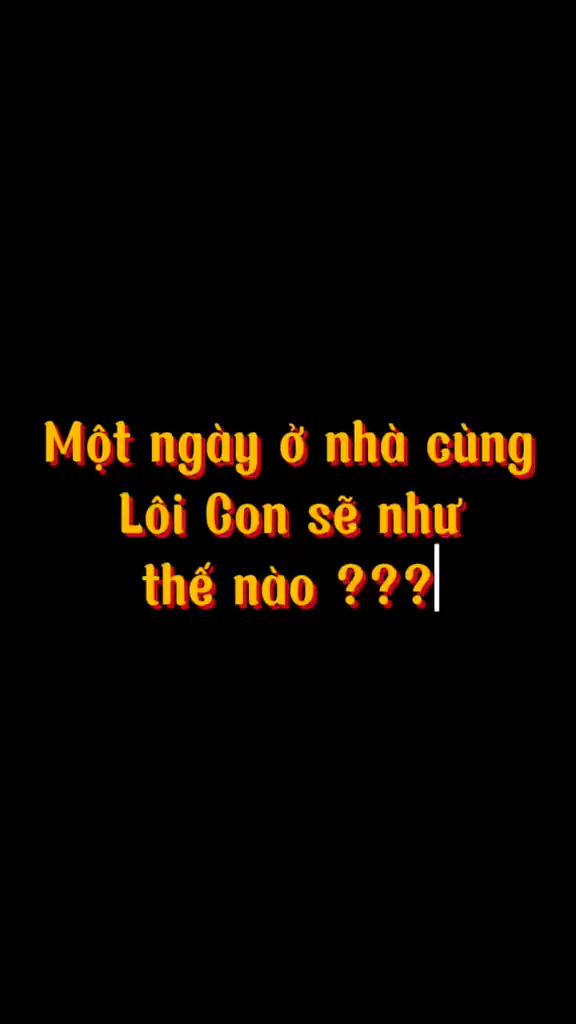 Một ngày ở nhà cùng
Lôi Con sẽ như
thế nào ???